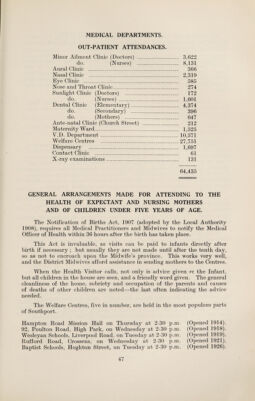 MEDICAL DEPARTMENTS.
OUT-PATIENT ATTENDANCES.
Minor Ailment Clinic (Doctors) ... 3,622
do. (Nurses) ... 8,131
Aural Clinic ... 366
Nasal Clinic ... 2,319
Eye Clinic ... 585
Nose and Throat Clinic ... 274
Sunlight Clinic (Doctors) ... 172
do. (Nurses) ... 1,601
Dental Clinic (Elementary) ... 4,374
do. (Secondary) ... 396
do. (Mothers) ... 647
Ante-natal Clinic (Church Street) ... 212
Maternity Ward ... 1,525
V.D. Department ... 10,571
Welfare Centres ... 27,751
Dispensary ... 1,697
Contact Clinic ... 61
X-ray examinations ... 131
64,435
GENERAL ARRANGEMENTS MADE FOR ATTENDING TO THE
HEALTH OF EXPECTANT AND NURSING MOTHERS
AND OF CHILDREN UNDER FIVE YEARS OF AGE.
The Notification of Births Act, 1907 (adopted by the Local Authority
1908), requires all Medical Practitioners and Midwives to notify the Medical
Officer of Health within 36 hours after the birth has taken place.
This Act is invaluable, as visits can be paid to infants directly after
birth if necessary ; but usually they are not made until after the tenth day,
so as not to encroach upon the Midwife's province. This works very well,
and the District Midwives afford assistance in sending mothers to the Centres.
When the Health Visitor calls, not only is advice given re the Infant,
but all children in the house are seen, and a friendly word given. The general
cleanliness of the home, sobriety and occupation of the parents and causes
of deaths of other children are noted—the last often indicating the advice
needed.
The Welfare Centres, five in number, are held in the most populous parts
of Southport.
Hampton Road Mission Hall on Thursday at 2-30 p.m. (Opened 1914).
92, Poulton Road, High Park, on Wednesday at 2-30 p.m. (Opened 1918).
Wesleyan Schools, Liverpool Road, on Tuesday at 2-30 p.m. (Opened 1919).
Rufford Road, Crossens, on Wednesday at 2-30 p.m. (Opened 1921).
Baptist Schools, Hoghton Street, on Tuesday at 2-30 p.m. (Opened 1926).
47